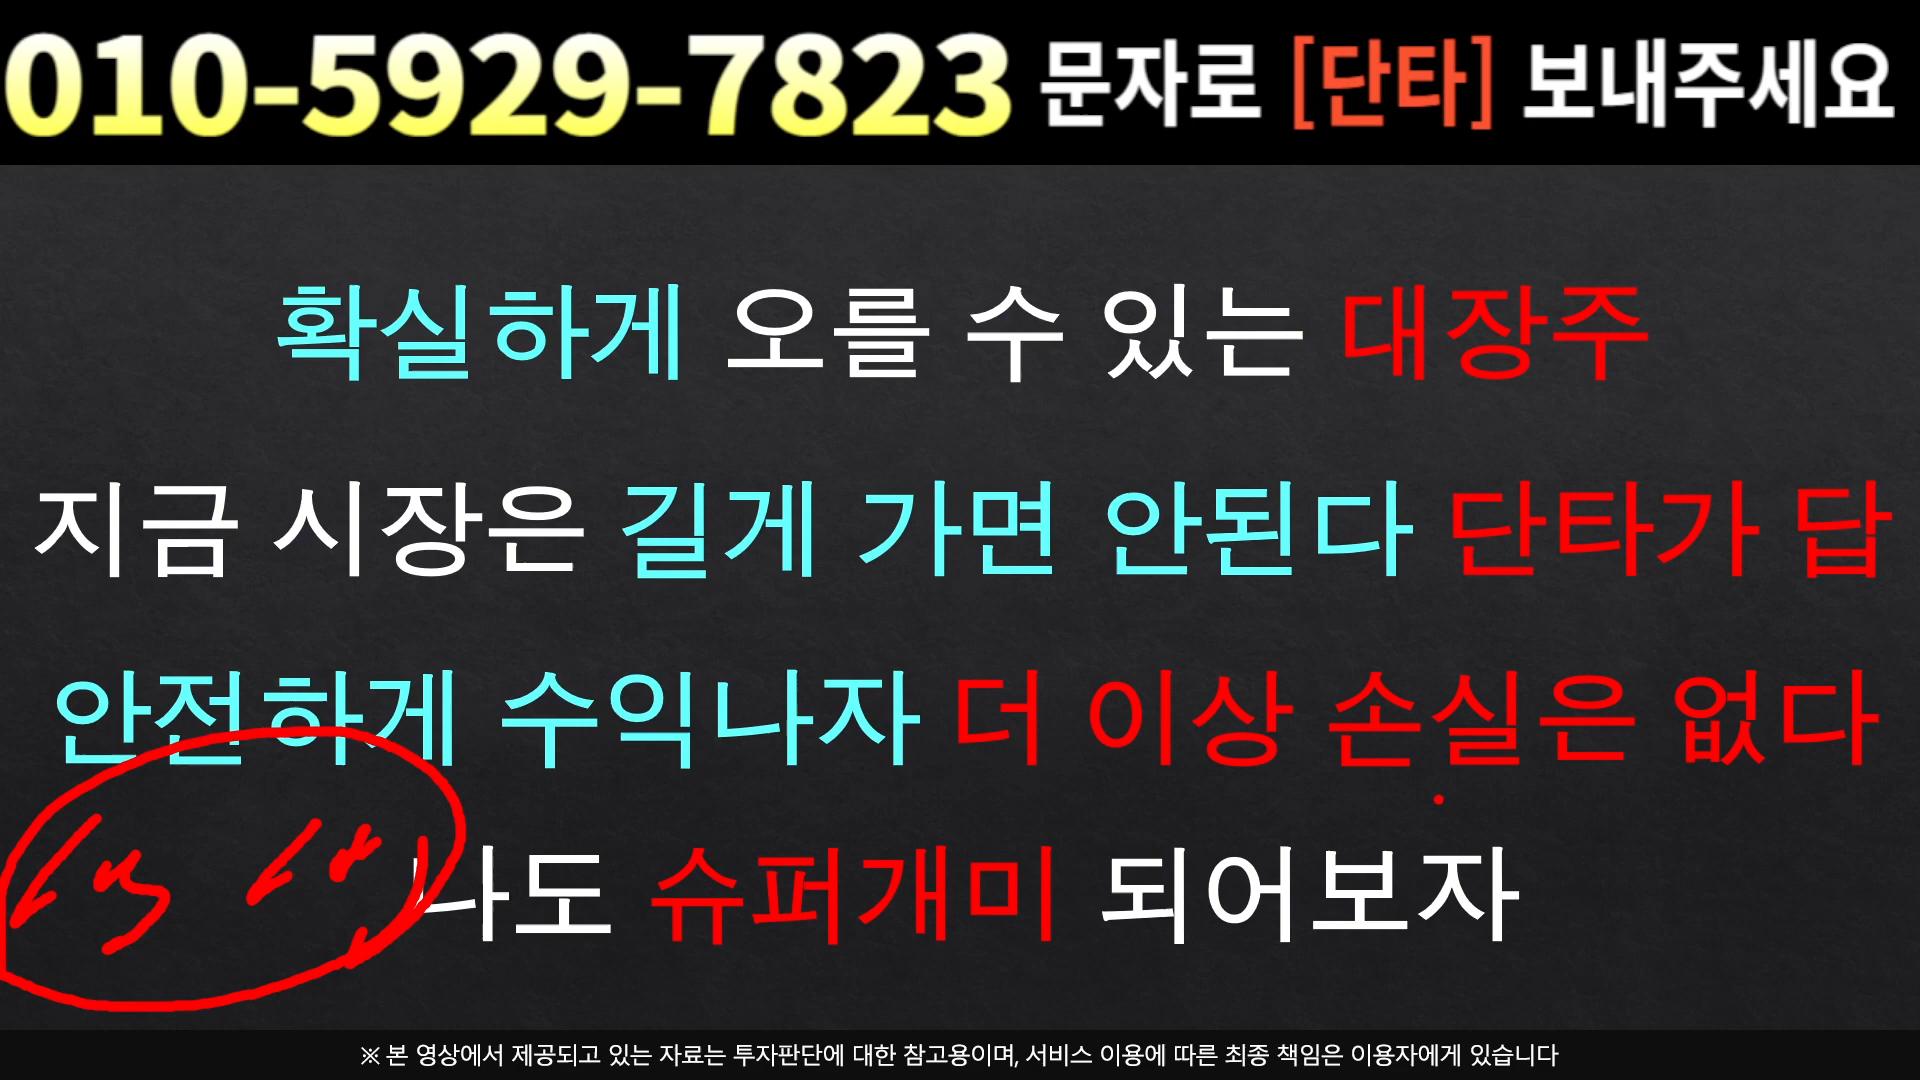 010-5929-7823 문자로 [단타] 보내주세요
확실하게 오를 수 있는 대장주
지금 시장은 길게 가면 안된다 단타가 답
안전하게 수익나자 더 이상 손실은 없다
나도 슈퍼개미 되어보자
※ 본 영상에서 제공되고 있는 자료는 투자판단에 대한 참고용이며, 서비스 이용에 따른 최종 책임은 이용자에게 있습니다